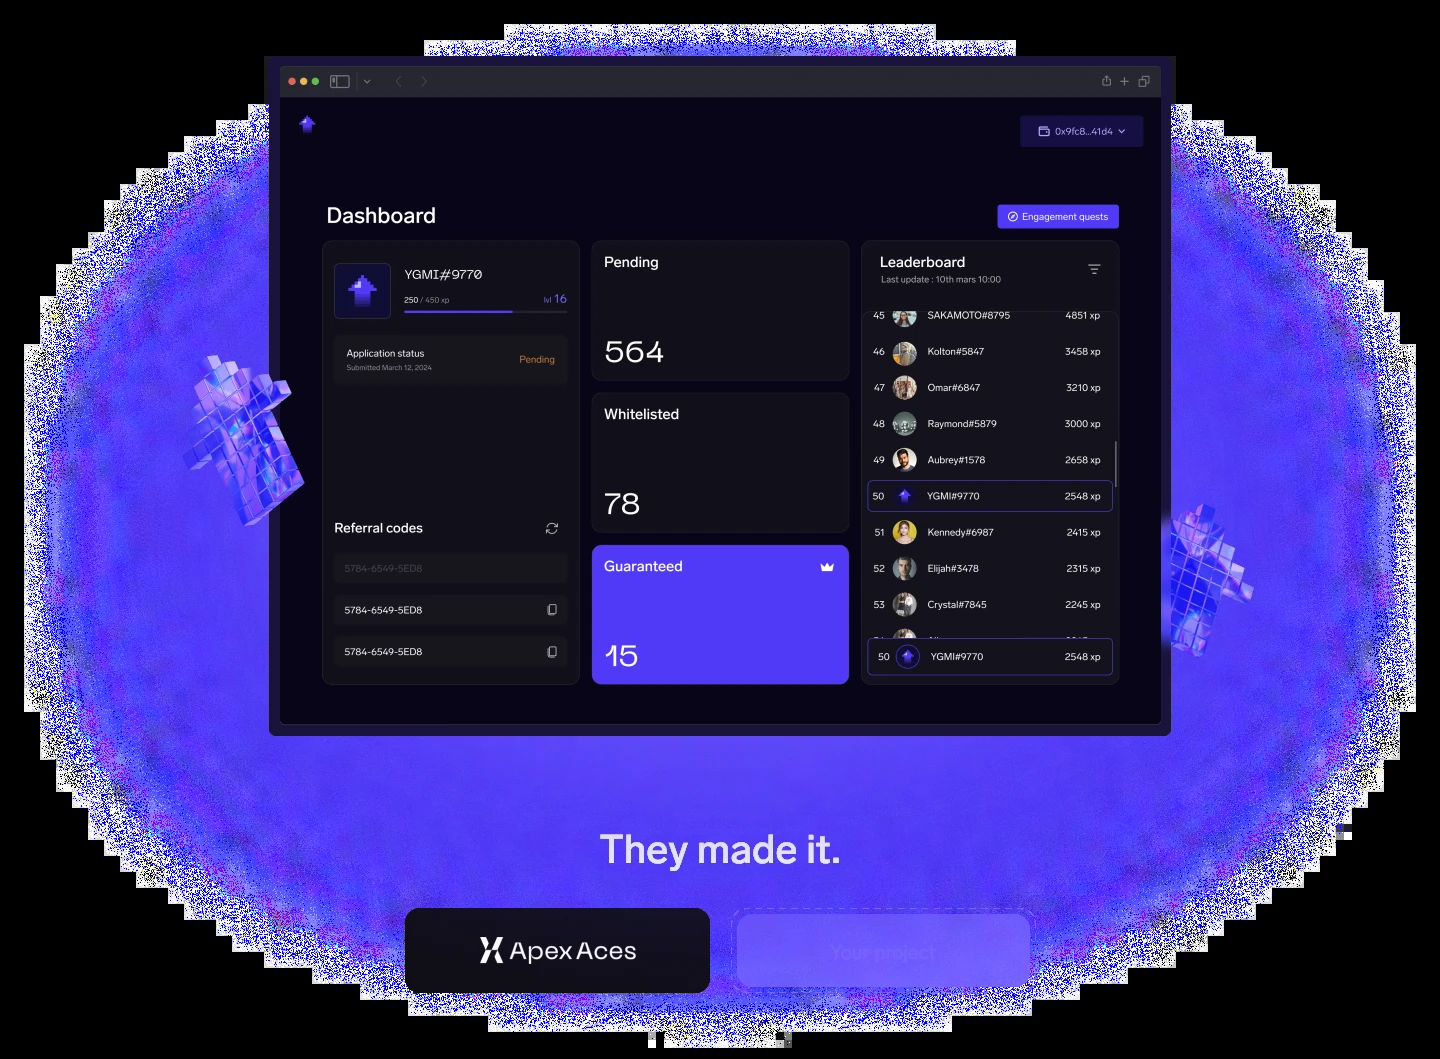 0x9fc8...41d4
Dashboard
Engagement quests
YGMI#9770
250 / 450 xp
lvl 16
Application status
Submitted March 12, 2024
Pending
Referral codes
5784-6549-5ED8
5784-6549-5ED8
5784-6549-5ED8
Pending
564
Whitelisted
78
Guaranteed
15
Leaderboard
Last update : 10th mars 10:00
45 SAKAMOTO#8795 4851 xp
46 Kolton#5847 3458 xp
47 Omar#6847 3210 xp
48 Raymond#5879 3000 xp
49 Aubrey#1578 2658 xp
50 YGMI#9770 2548 xp
51 Kennedy#6987 2415 xp
52 Elijah#3478 2315 xp
53 Crystal#7845 2245 xp
50 YGMI#9770 2548 xp
They made it.
Apex Aces
Your project